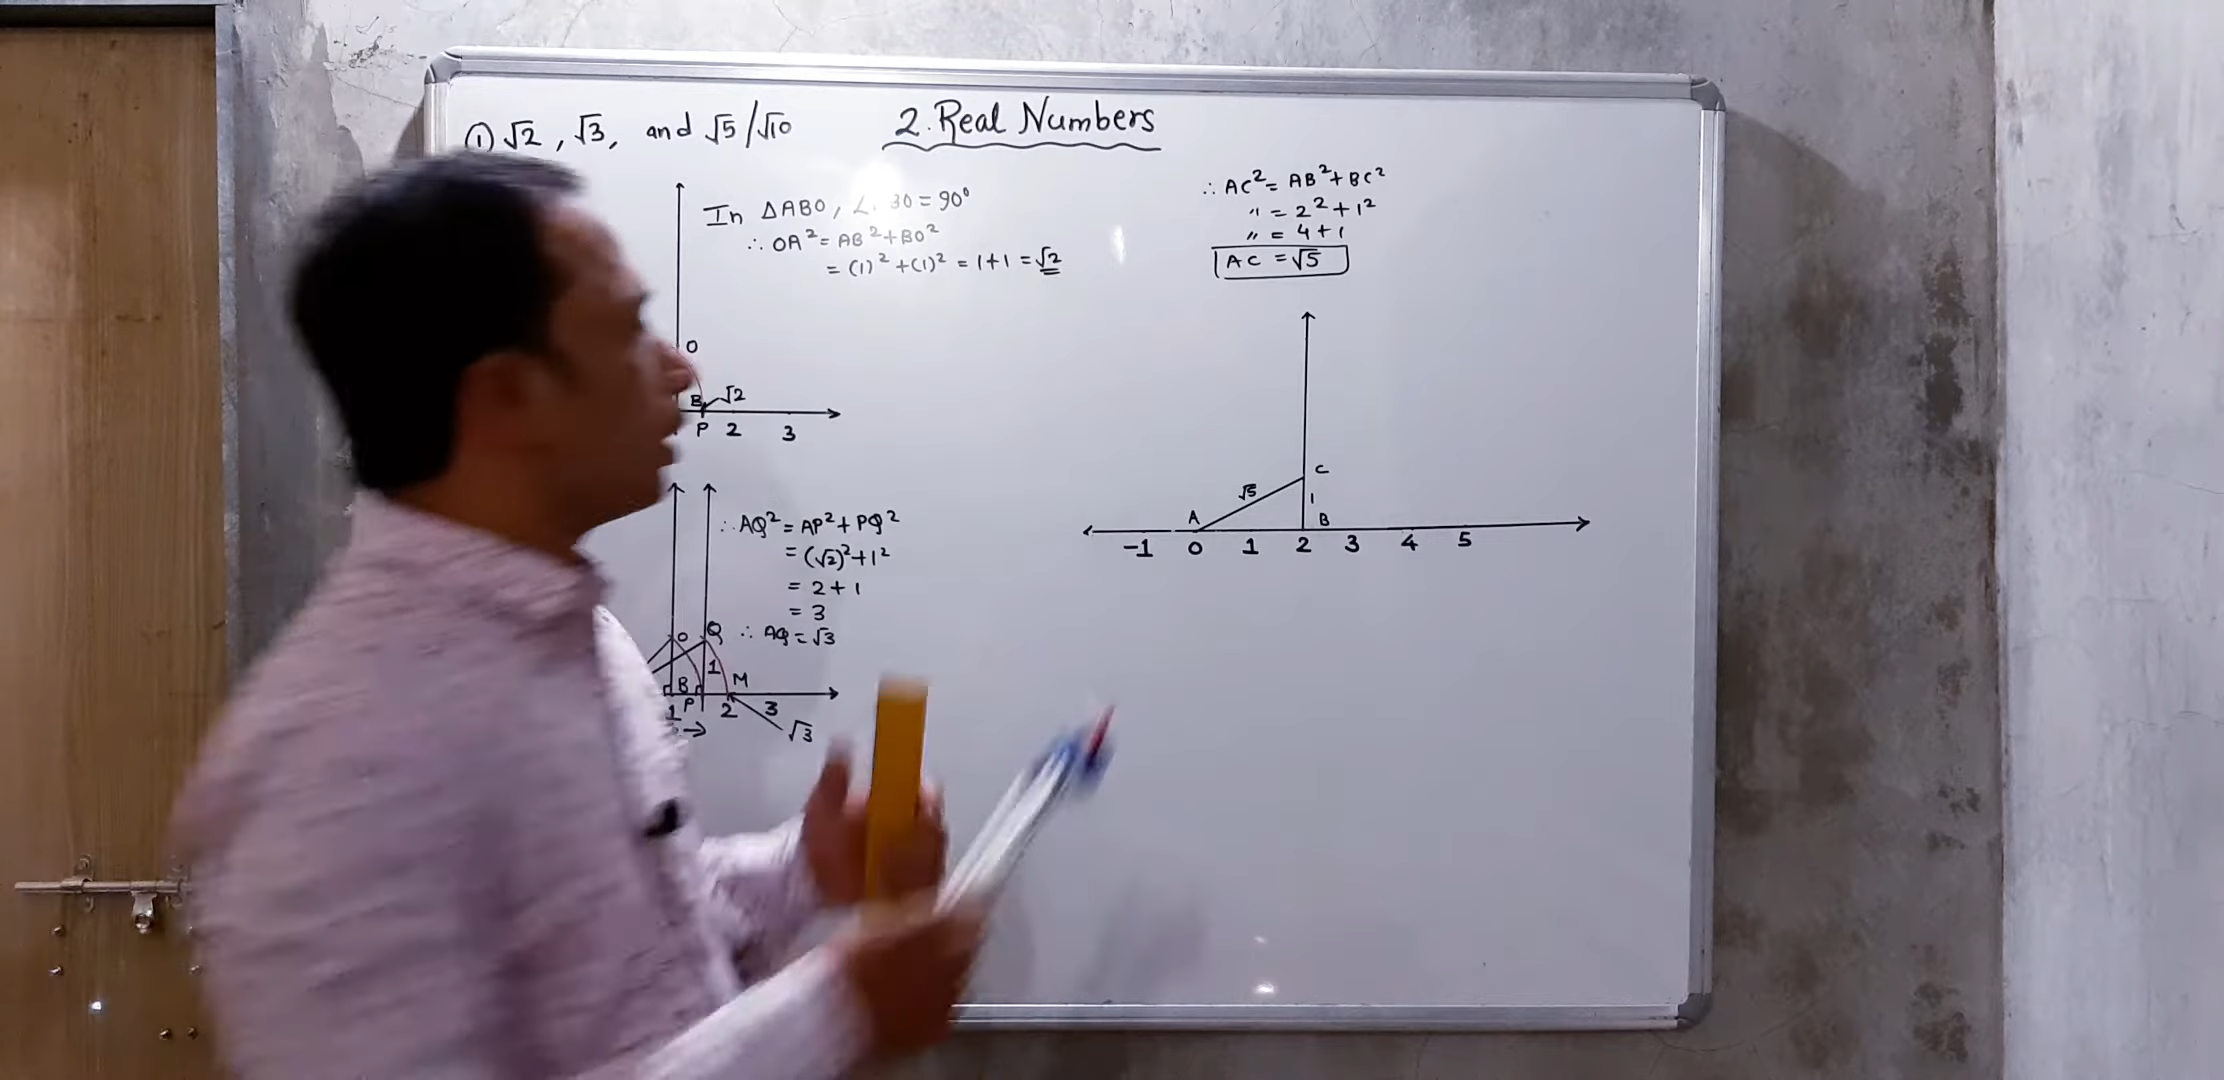 ① √2, √3, and √5/√10
2. Real Numbers
In △ABO, ∠ BO = 90°
∴ OA² = AB² + BO²
= (1)² + (1)² = 1+1 = √2
O
B √2
P 2 3
∴ AQ² = AP² + PQ²
= (√2)² + 1²
= 2 + 1
= 3
∴ AQ = √3
O Q
1
B M
1 P 2 3
√3
∴ AC² = AB² + BC²
〃 = 2² + 1²
〃 = 4 + 1
AC = √5
C
√5 1
A B
-1 0 1 2 3 4 5